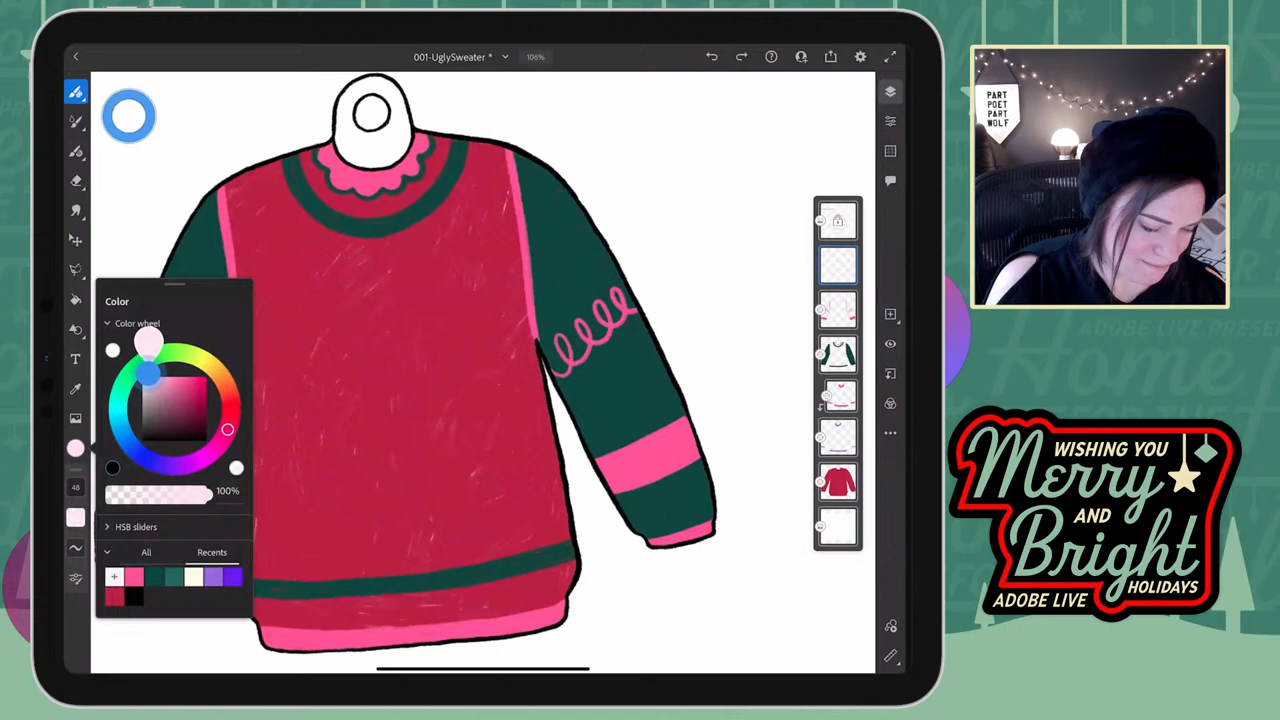 001-UglySweater *
106%
Color
Color wheel
100%
HSB sliders
All
Recents
48
T
PART
POET
PART
WOLF
WISHING YOU
Merry
AND
Bright
HOLIDAYS
ADOBE LIVE
Home